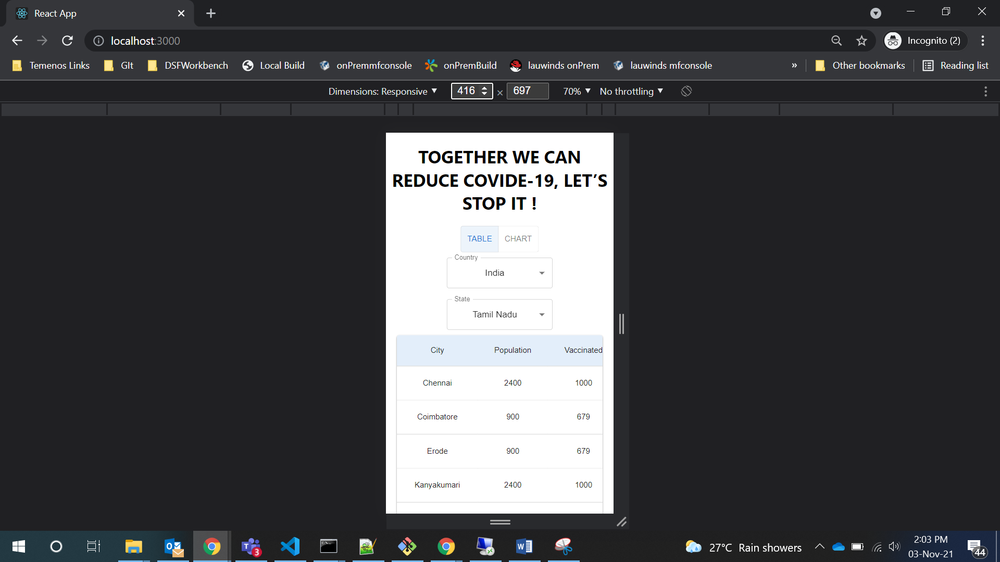 React App
localhost:3000
Incognito (2)
Temenos Links GIt DSFWorkbench Local Build onPremmfconsole onPremBuild lauwinds onPrem lauwinds mfconsole » Other bookmarks Reading list
Dimensions: Responsive 416 × 697 70% No throttling
TOGETHER WE CAN
REDUCE COVIDE-19, LET’S
STOP IT !
TABLE CHART
Country
India
State
Tamil Nadu
City Population Vaccinated
Chennai 2400 1000
Coimbatore 900 679
Erode 900 679
Kanyakumari 2400 1000
3
27°C Rain showers
2:03 PM
03-Nov-21
44